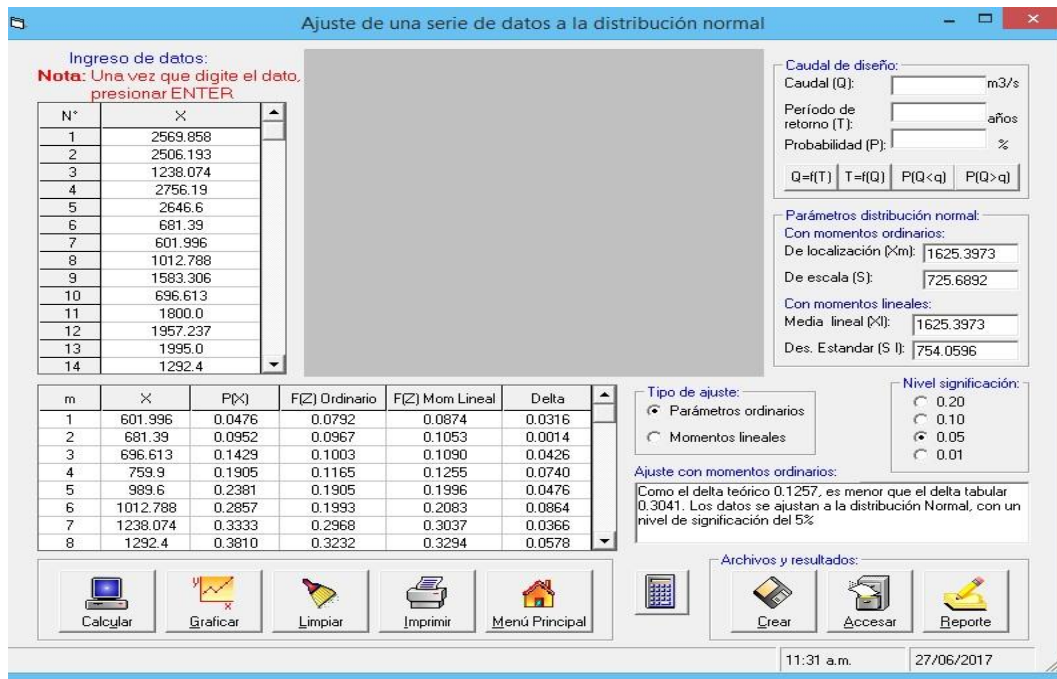 Ajuste de una serie de datos a la distribución normal
Ingreso de datos:
Nota: Una vez que digite el dato,
presionar ENTER
N° X
1 2569.858
2 2506.193
3 1238.074
4 2756.19
5 2646.6
6 681.39
7 601.996
8 1012.788
9 1583.306
10 696.613
11 1800.0
12 1957.237
13 1995.0
14 1292.4
Caudal de diseño:
Caudal (Q): m3/s
Período de
retorno (T): años
Probabilidad (P): %
Q=f(T) T=f(Q) P(Q<q) P(Q>q)
Parámetros distribución normal:
Con momentos ordinarios:
De localización (Xm): 1625.3973
De escala (S): 725.6892
Con momentos lineales:
Media lineal (Xl): 1625.3973
Des. Estandar (S l): 754.0596
m X P(X) F(Z) Ordinario F(Z) Mom Lineal Delta
1 601.996 0.0476 0.0792 0.0874 0.0316
2 681.39 0.0952 0.0967 0.1053 0.0014
3 696.613 0.1429 0.1003 0.1090 0.0426
4 759.9 0.1905 0.1165 0.1255 0.0740
5 989.6 0.2381 0.1905 0.1996 0.0476
6 1012.788 0.2857 0.1993 0.2083 0.0864
7 1238.074 0.3333 0.2968 0.3037 0.0366
8 1292.4 0.3810 0.3232 0.3294 0.0578
Tipo de ajuste:
Parámetros ordinarios
Momentos lineales
Nivel significación:
0.20
0.10
0.05
0.01
Ajuste con momentos ordinarios:
Como el delta teórico 0.1257, es menor que el delta tabular
0.3041. Los datos se ajustan a la distribución Normal, con un
nivel de significación del 5%
Calcular Graficar Limpiar Imprimir Menú Principal
Archivos y resultados:
Crear Accesar Reporte
11:31 a.m. 27/06/2017